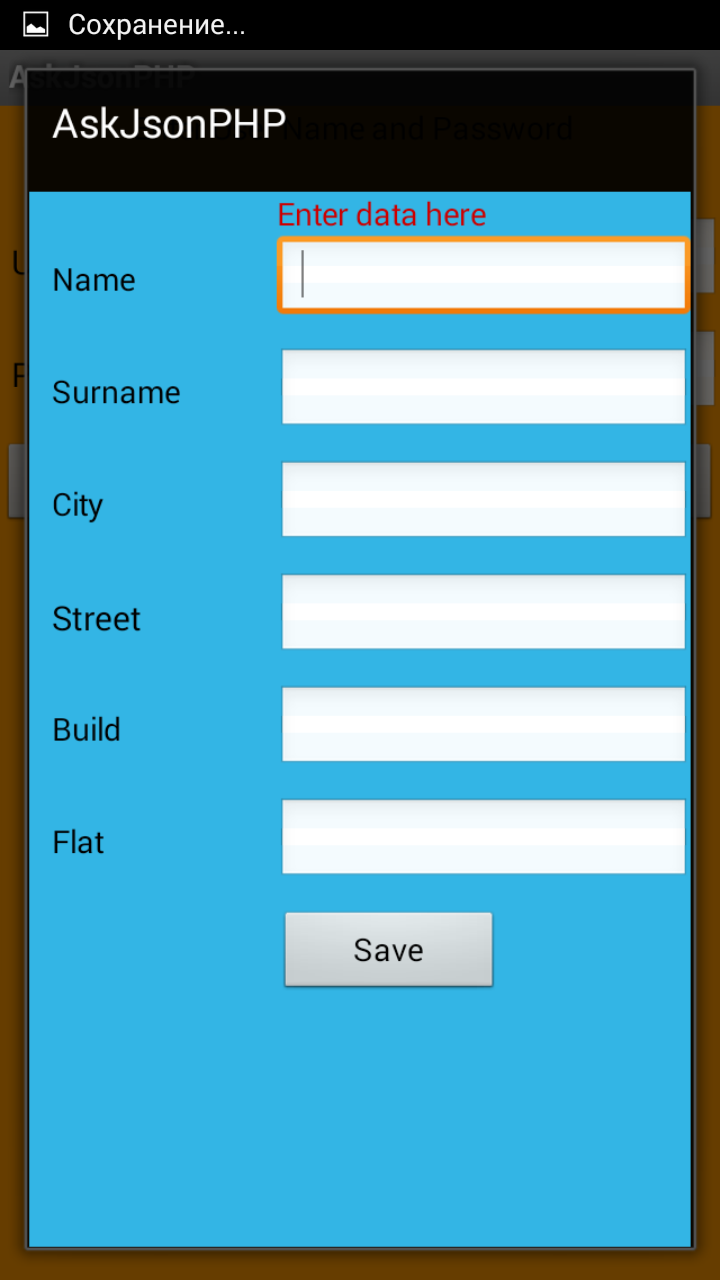 Сохранение...
AskJsonPHP
AskJsonPHP
Name and Password
Enter data here
Name
Surname
City
Street
Build
Flat
Save